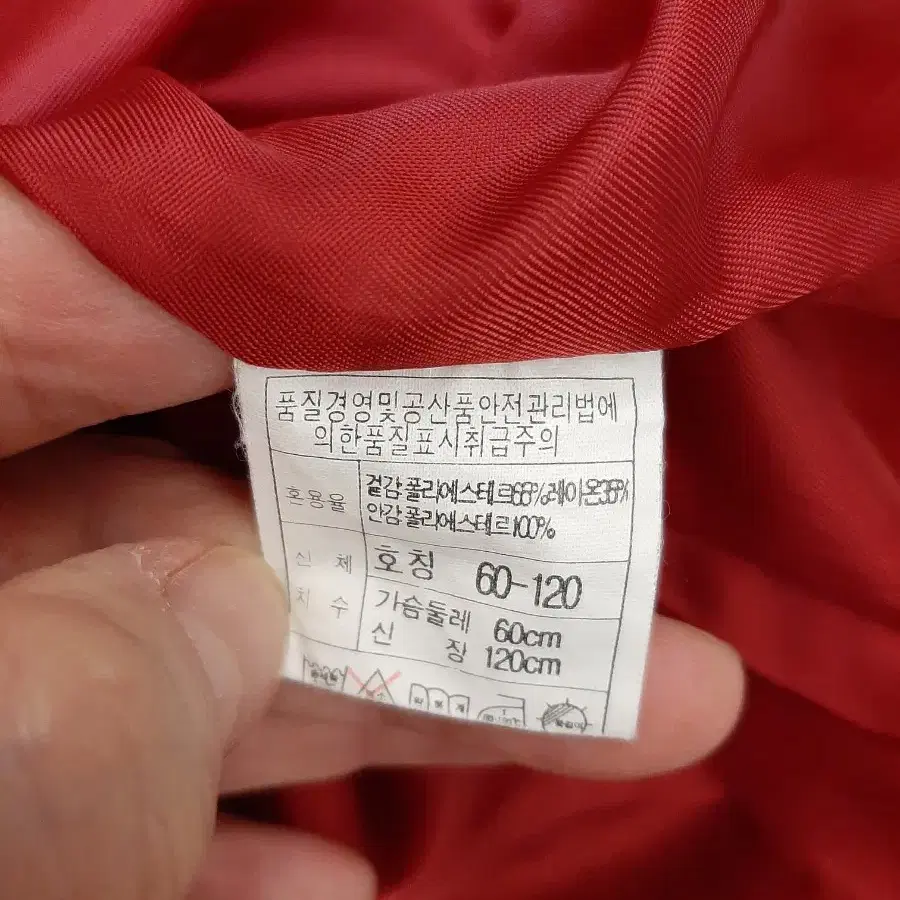 품질경영및공산품안전관리법에
의한품질표시취급주의
혼용율
겉감폴리에스테르65%레이온35%
안감폴리에스테르100%
신 체
치 수
호칭 60-120
가슴둘레 60cm
신 장 120cm